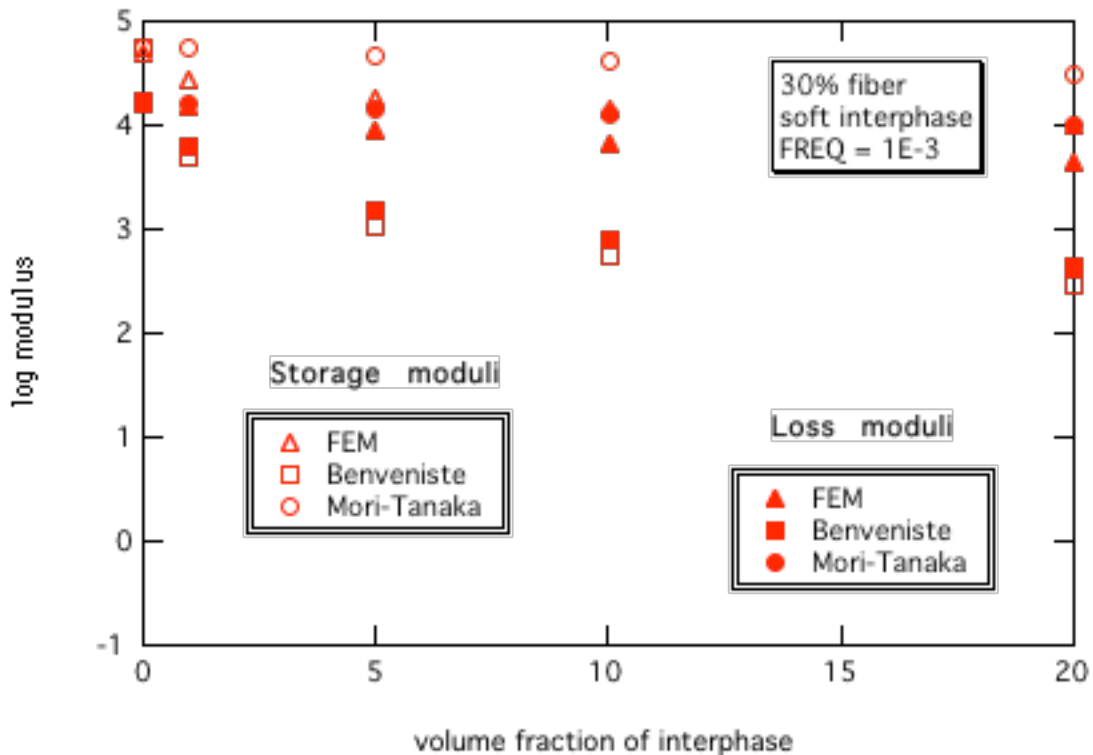 5
4
3
2
1
0
-1
log modulus
30% fiber
soft interphase
FREQ = 1E-3
Storage moduli
FEM
Benveniste
Mori-Tanaka
Loss moduli
FEM
Benveniste
Mori-Tanaka
0 5 10 15 20
volume fraction of interphase